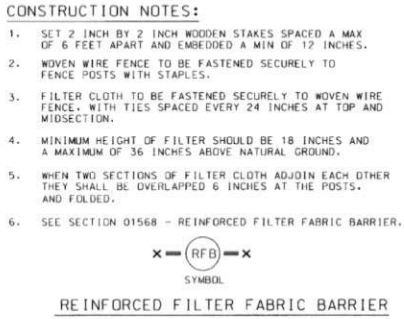 CONSTRUCTION NOTES:
1. SET 2 INCH BY 2 INCH WOODEN STAKES SPACED A MAX
OF 6 FEET APART AND EMBEDDED A MIN OF 12 INCHES.
2. WOVEN WIRE FENCE TO BE FASTENED SECURELY TO
FENCE POSTS WITH STAPLES.
3. FILTER CLOTH TO BE FASTENED SECURELY TO WOVEN WIRE
FENCE. WITH TIES SPACED EVERY 24 INCHES AT TOP AND
MIDSECTION.
4. MINIMUM HEIGHT OF FILTER SHOULD BE 18 INCHES AND
A MAXIMUM OF 36 INCHES ABOVE NATURAL GROUND.
5. WHEN TWO SECTIONS OF FILTER CLOTH ADJOIN EACH OTHER
THEY SHALL BE OVERLAPPED 6 INCHES AT THE POSTS.
AND FOLDED.
6. SEE SECTION 01568 - REINFORCED FILTER FABRIC BARRIER.
x — RFB — x
SYMBOL
REINFORCED FILTER FABRIC BARRIER